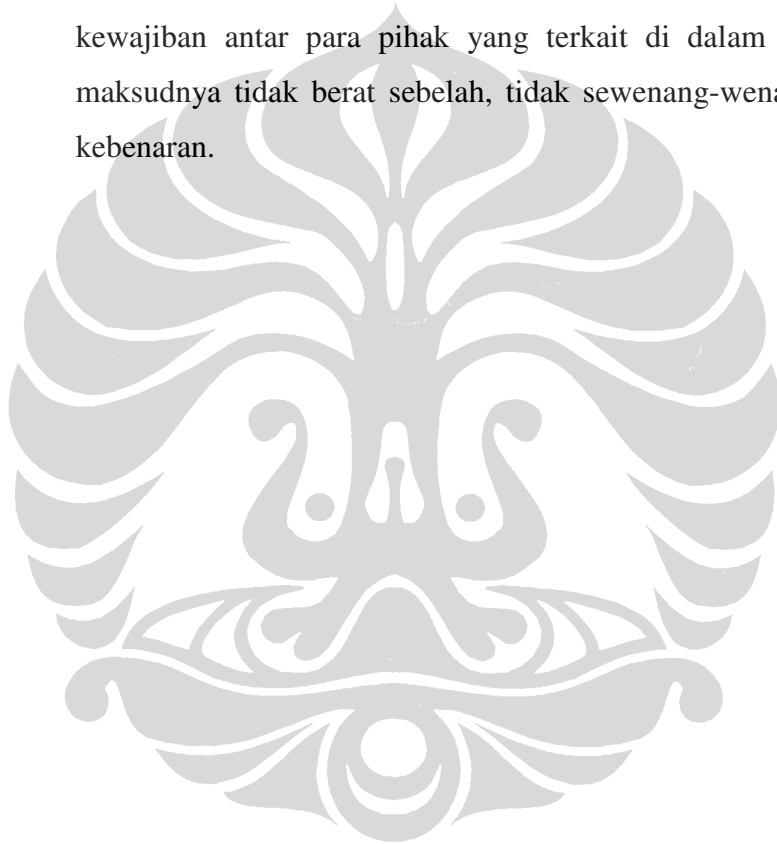 kewajiban antar para pihak yang terkait di dalam
maksudnya tidak berat sebelah, tidak sewenang-wena
kebenaran.